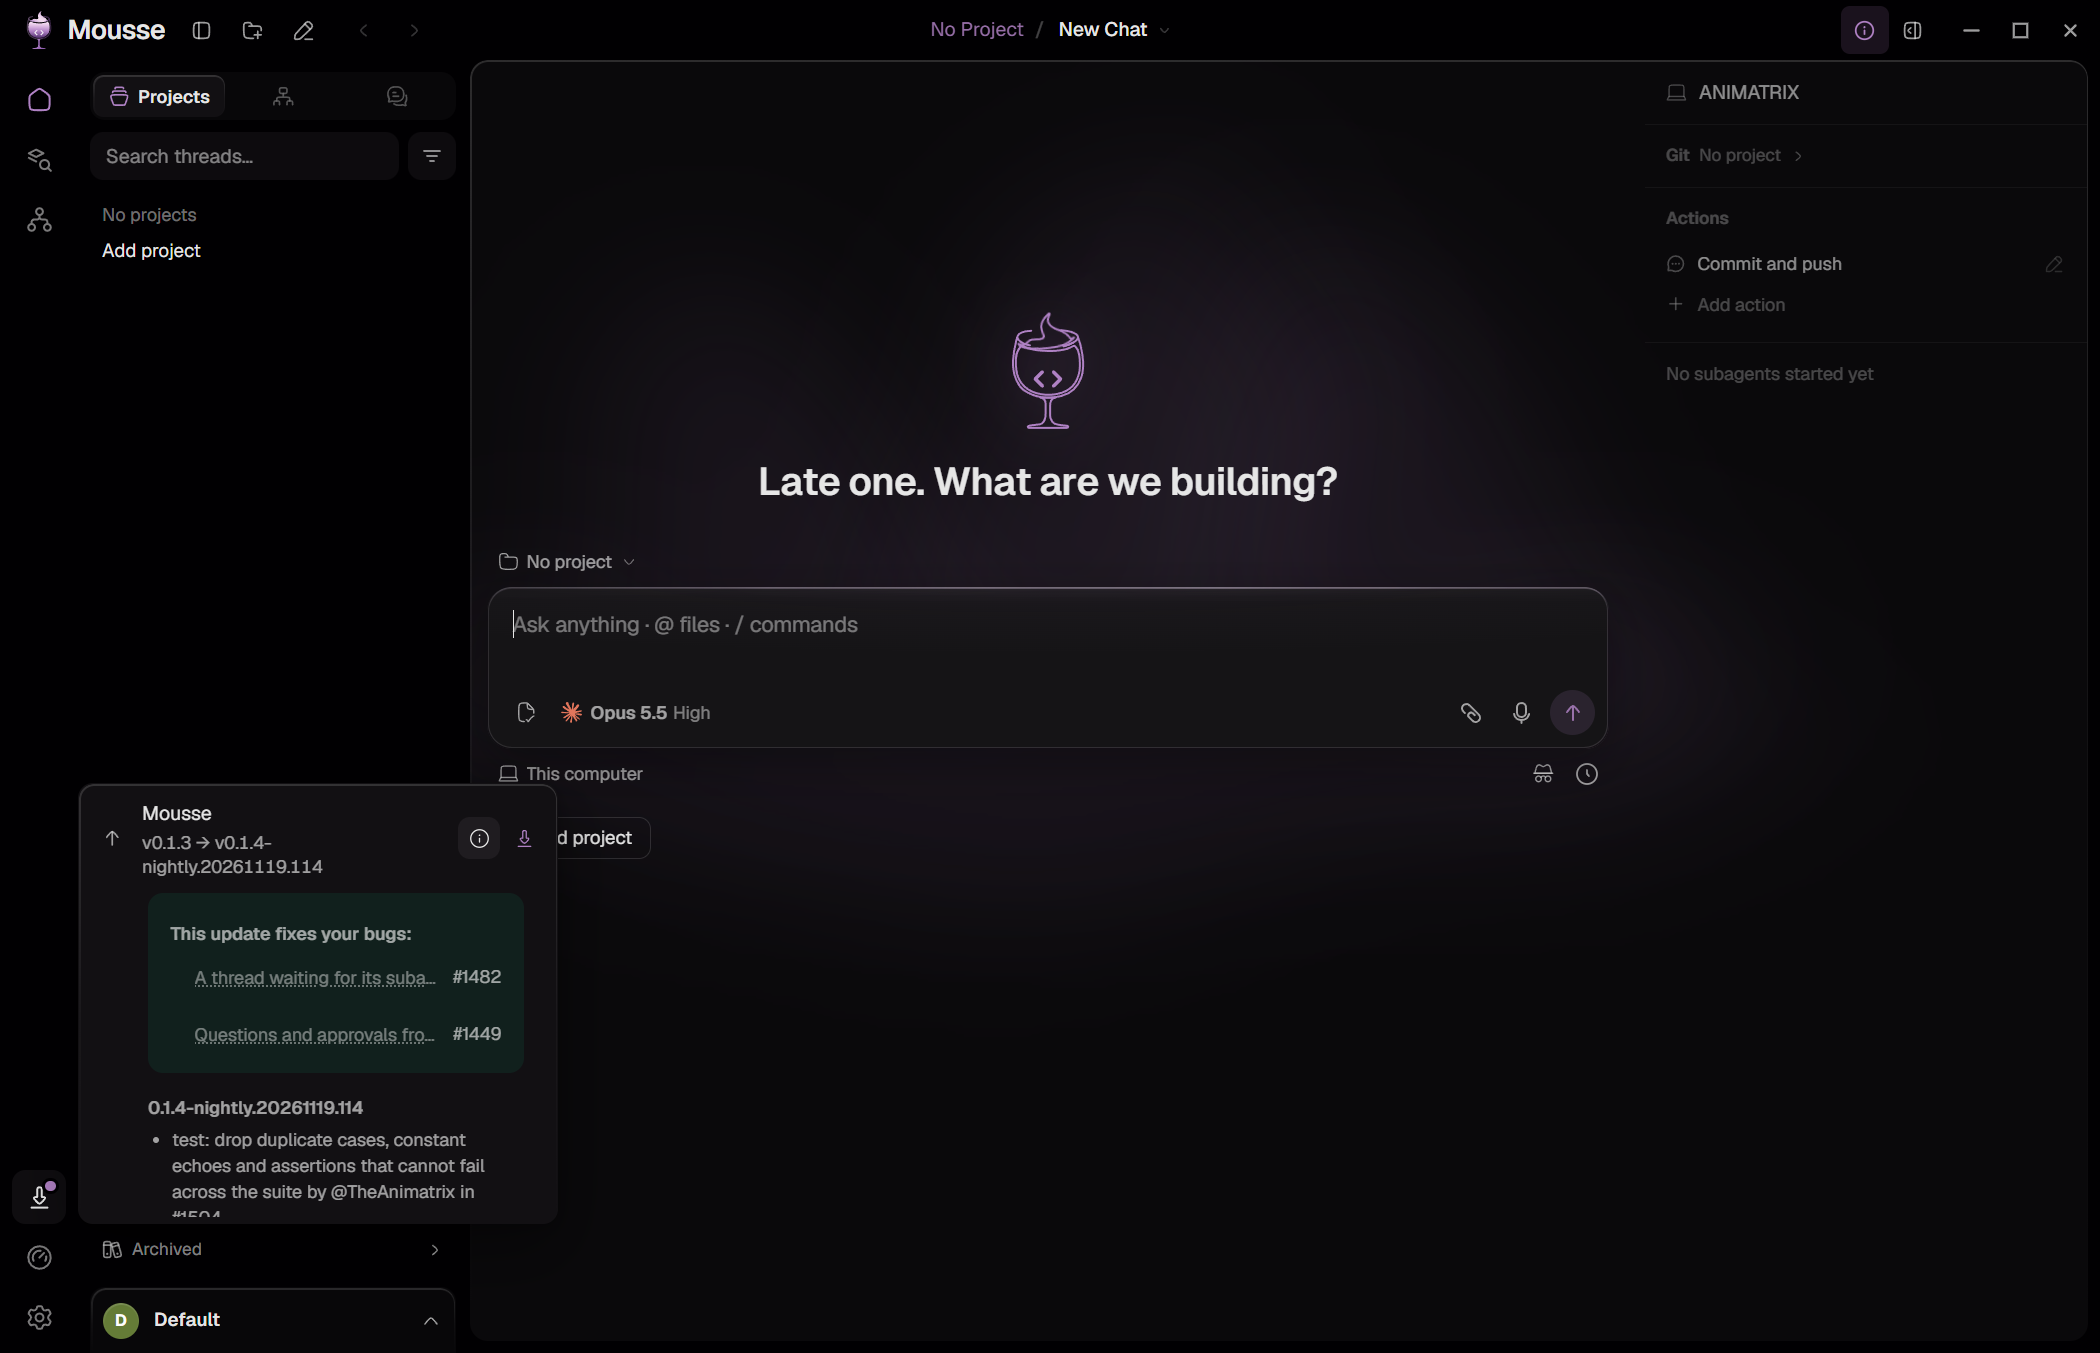 Mousse
No Project / New Chat
Projects
Search threads...
No projects
Add project
ANIMATRIX
Git No project
Actions
Commit and push
Add action
No subagents started yet
Late one. What are we building?
No project
Ask anything · @ files · / commands
Opus 5.5 High
This computer
d project
Mousse
v0.1.3 → v0.1.4-
nightly.20261119.114
This update fixes your bugs:
A thread waiting for its suba... #1482
Questions and approvals fro... #1449
0.1.4-nightly.20261119.114
• test: drop duplicate cases, constant
echoes and assertions that cannot fail
across the suite by @TheAnimatrix in
#1504
Archived
D Default